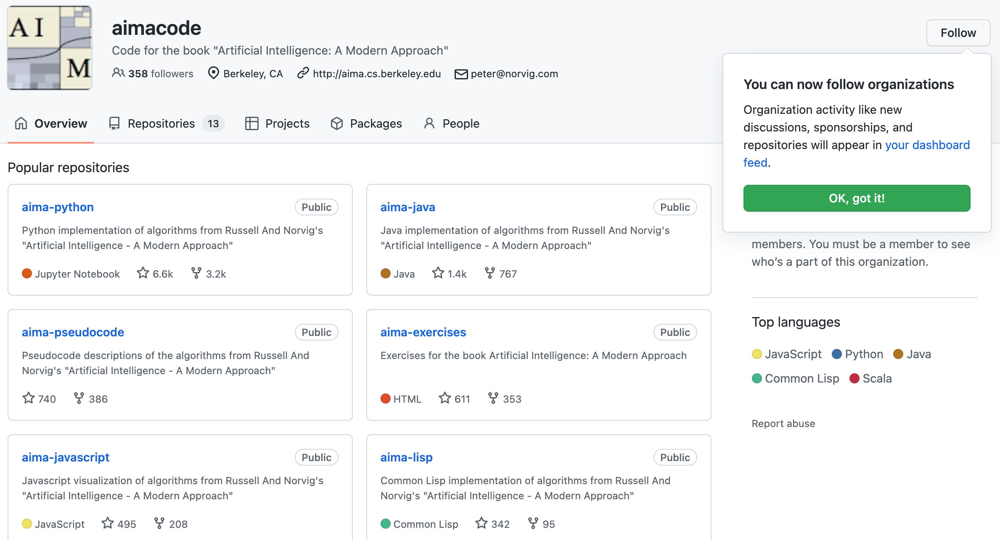 A I
M
aimacode
Code for the book "Artificial Intelligence: A Modern Approach"
358 followers
Berkeley, CA
http://aima.cs.berkeley.edu
peter@norvig.com
Follow
You can now follow organizations
Organization activity like new
discussions, sponsorships, and
repositories will appear in your dashboard
feed.
OK, got it!
Overview
Repositories 13
Projects
Packages
People
Popular repositories
aima-python
Public
Python implementation of algorithms from Russell And Norvig's
"Artificial Intelligence - A Modern Approach"
Jupyter Notebook 6.6k 3.2k
aima-java
Public
Java implementation of algorithms from Russell And Norvig's
"Artificial Intelligence - A Modern Approach"
Java 1.4k 767
aima-pseudocode
Public
Pseudocode descriptions of the algorithms from Russell And
Norvig's "Artificial Intelligence - A Modern Approach"
740 386
aima-exercises
Public
Exercises for the book Artificial Intelligence: A Modern Approach
HTML 611 353
aima-javascript
Public
Javascript visualization of algorithms from Russell And Norvig's
"Artificial Intelligence - A Modern Approach"
JavaScript 495 208
aima-lisp
Public
Common Lisp implementation of algorithms from Russell And
Norvig's "Artificial Intelligence - A Modern Approach"
Common Lisp 342 95
members. You must be a member to see
who’s a part of this organization.
Top languages
JavaScript Python Java
Common Lisp Scala
Report abuse